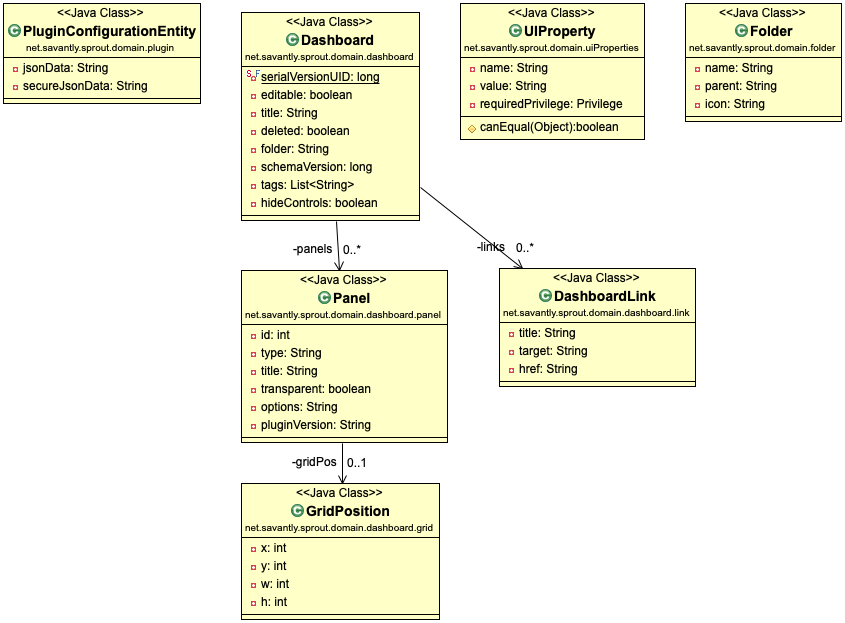 <<Java Class>>
PluginConfigurationEntity
net.savantly.sprout.domain.plugin
jsonData: String
secureJsonData: String
<<Java Class>>
Dashboard
net.savantly.sprout.domain.dashboard
serialVersionUID: long
editable: boolean
title: String
deleted: boolean
folder: String
schemaVersion: long
tags: List<String>
hideControls: boolean
<<Java Class>>
UIProperty
net.savantly.sprout.domain.uiProperties
name: String
value: String
requiredPrivilege: Privilege
canEqual(Object):boolean
<<Java Class>>
Folder
net.savantly.sprout.domain.folder
name: String
parent: String
icon: String
-panels 0..*
-links 0..*
<<Java Class>>
Panel
net.savantly.sprout.domain.dashboard.panel
id: int
type: String
title: String
transparent: boolean
options: String
pluginVersion: String
<<Java Class>>
DashboardLink
net.savantly.sprout.domain.dashboard.link
title: String
target: String
href: String
-gridPos 0..1
<<Java Class>>
GridPosition
net.savantly.sprout.domain.dashboard.grid
x: int
y: int
w: int
h: int